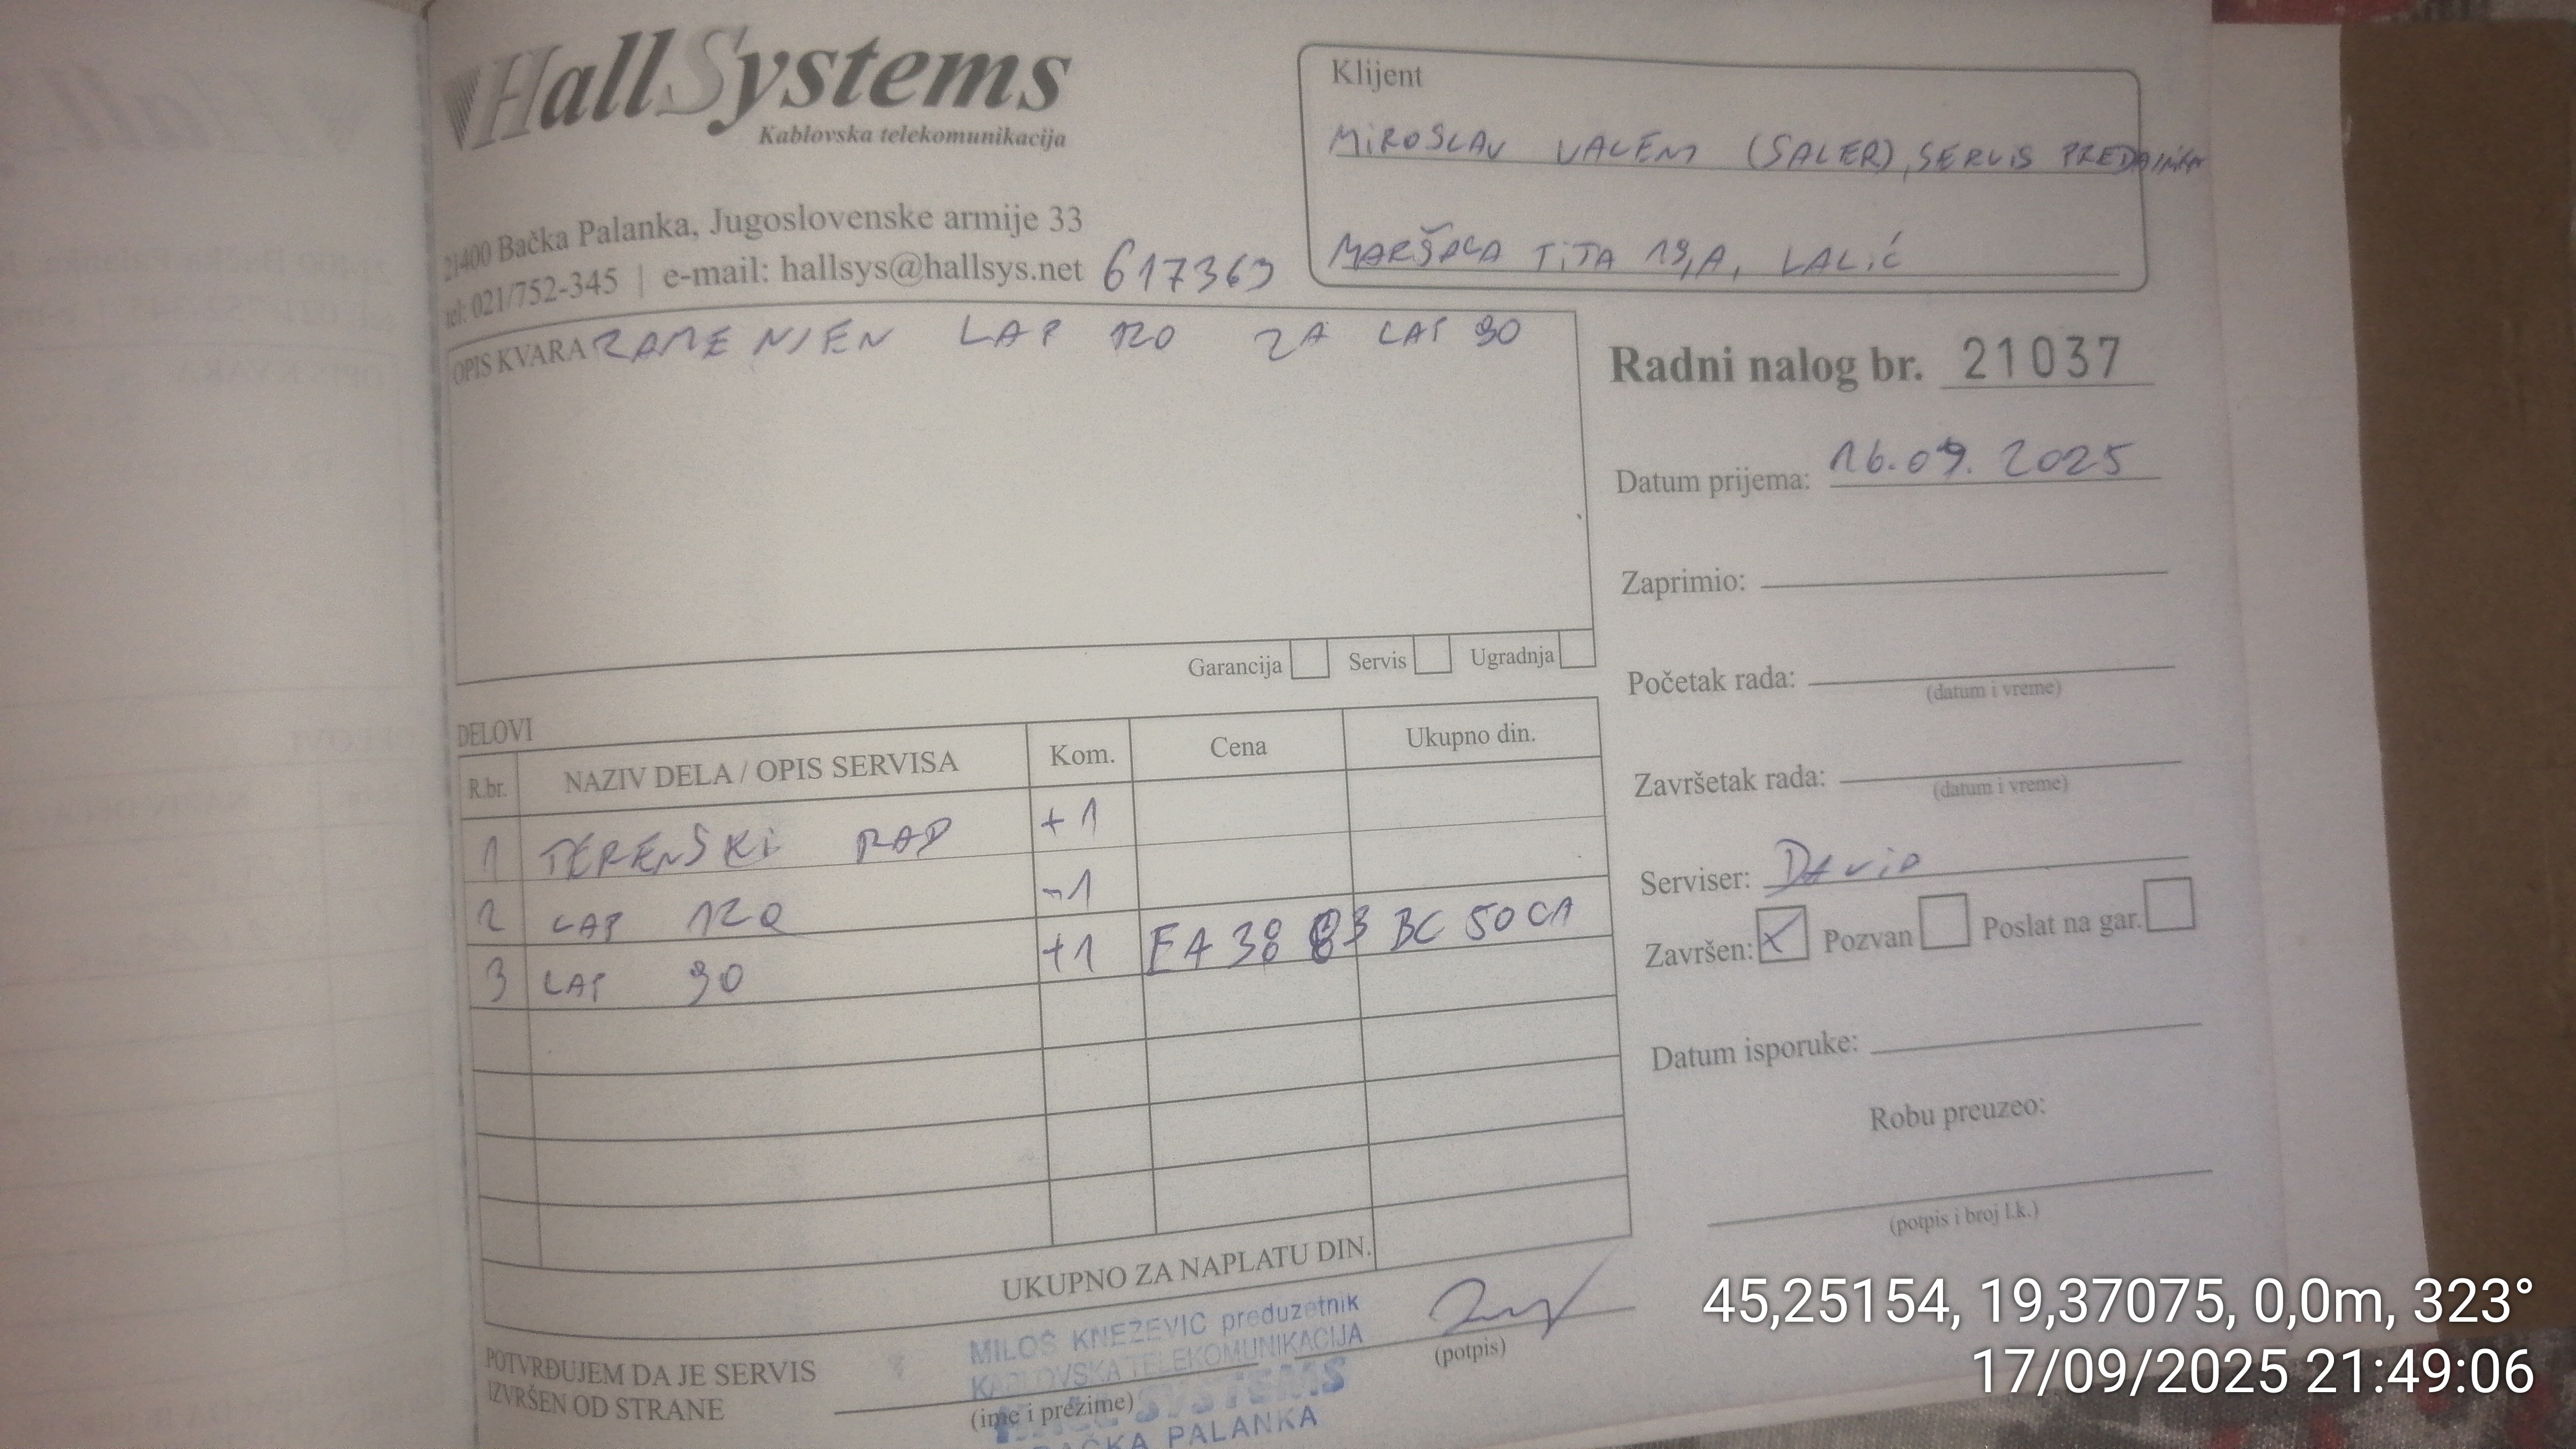 HallSystems
Kablovska telekomunikacija
21400 Bačka Palanka, Jugoslovenske armije 33
tel: 021/752-345 | e-mail: hallsys@hallsys.net 617363
Klijent
MIROSLAV VALENT (SALER), SERVIS
MARŠALA TITA 19,A, LALIĆ
OPIS KVARA ZAMENJEN LAP 120 ZA LAP 90
Garancija Servis Ugradnja
Radni nalog br. 21037
Datum prijema: 16.09.2025
Zaprimio:
Početak rada:
(datum i vreme)
Završetak rada:
(datum i vreme)
Serviser: DAVID
Završen: X Pozvan Poslat na gar.
Datum isporuke:
Robu preuzeo:
(potpis i broj l.k.)
DELOVI
R.br. NAZIV DELA / OPIS SERVISA Kom. Cena Ukupno din.
1 TERENSKI RAD +1
2 LAP 120 -1
3 LAP 90 +1 BC 50
UKUPNO ZA NAPLATU DIN.
POTVRĐUJEM DA JE SERVIS
IZVRŠEN OD STRANE
(ime i prezime)
(potpis)
MILOŠ KNEŽEVIĆ preduzetnik
KABLOVSKA TELEKOMUNIKACIJA
HALL SYSTEMS
BAČKA PALANKA
45,25154, 19,37075, 0,0m, 323°
17/09/2025 21:49:06